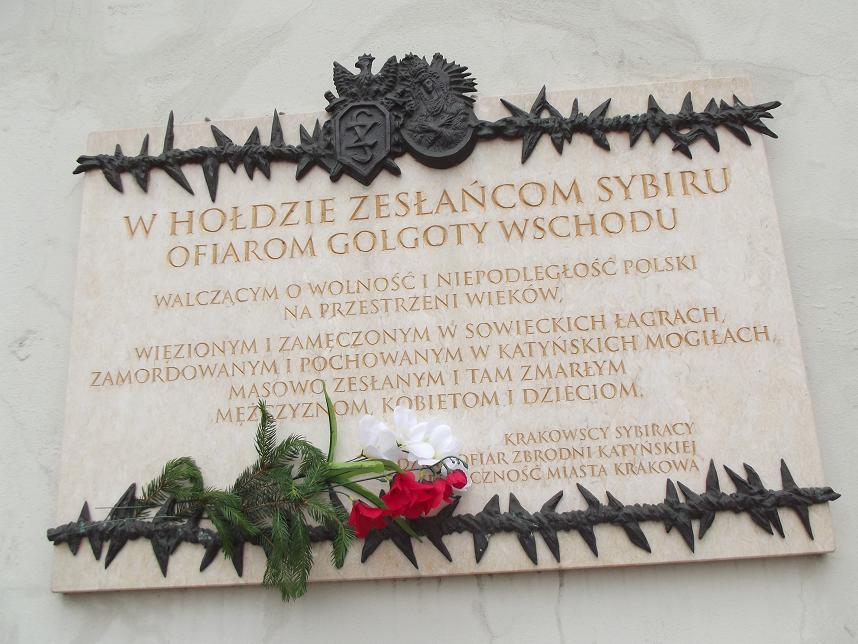 W HOŁDZIE ZESŁAŃCOM SYBIRU
OFIAROM GOLGOTY WSCHODU
WALCZĄCYM O WOLNOŚĆ I NIEPODLEGŁOŚĆ POLSKI
NA PRZESTRZENI WIEKÓW,
WIĘZIONYM I ZAMĘCZONYM W SOWIECKICH ŁAGRACH,
ZAMORDOWANYM I POCHOWANYM W KATYŃSKICH MOGIŁACH,
MASOWO ZESŁANYM I TAM ZMARŁYM
MĘŻCZYZNOM, KOBIETOM I DZIECIOM.
KRAKOWSCY SYBIRACY
OFIAR ZBRODNI KATYŃSKIEJ
MIASTA KRAKOWA